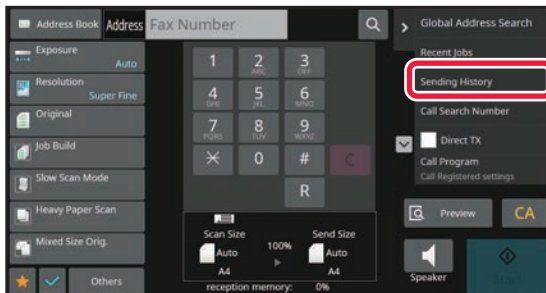 Address Book Address Fax Number
Global Address Search
Exposure
Auto
Resolution
Super Fine
Original
Job Build
Slow Scan Mode
Heavy Paper Scan
Mixed Size Orig.
Others
1 2 3
ABC DEF
4 5 6
GHI JKL MNO
7 8 9
PQRS TUV WXYZ
0 # C
R
Scan Size Send Size
Auto 100% Auto
A4 A4
reception memory: 0%
Recent Jobs
Sending History
Call Search Number
Direct TX
Call Program
Call Registered settings
Preview CA
Speaker
Start